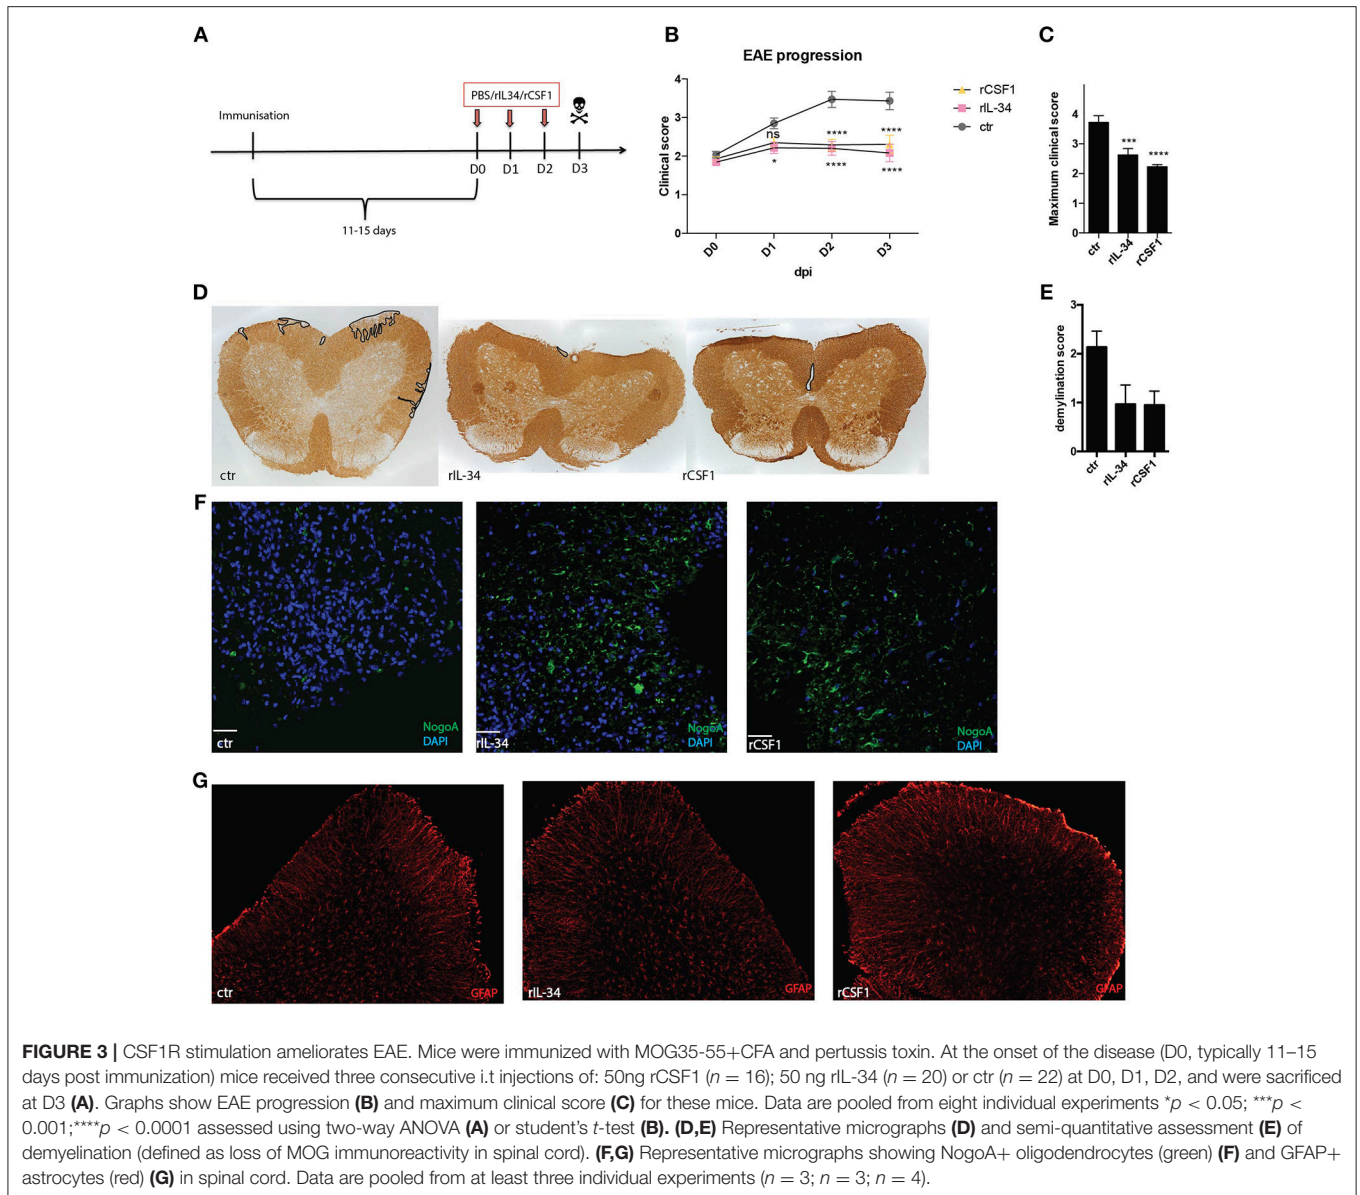 A
PBS/rIL34/rCSF1
Immunisation
D0 D1 D2 D3
11-15 days
B
EAE progression
Clinical score
4
3
2
1
0
ns
****
****
*
****
****
D0 D1 D2 D3
dpi
rCSF1
rIL-34
ctr
C
Maximum clinical score
4
3
2
1
0
***
****
ctr
rIL-34
rCSF1
D
ctr
rIL-34
rCSF1
E
demylination score
3
2
1
0
ctr
rIL-34
rCSF1
F
NogoA
ctr DAPI
NogoA
rIL-34 DAPI
NogoA
rCSF1 DAPI
G
ctr GFAP
rIL-34 GFAP
rCSF1 GFAP
FIGURE 3 | CSF1R stimulation ameliorates EAE. Mice were immunized with MOG35-55+CFA and pertussis toxin. At the onset of the disease (D0, typically 11–15
days post immunization) mice received three consecutive i.t injections of: 50ng rCSF1 (n = 16); 50 ng rIL-34 (n = 20) or ctr (n = 22) at D0, D1, D2, and were sacrificed
at D3 (A). Graphs show EAE progression (B) and maximum clinical score (C) for these mice. Data are pooled from eight individual experiments *p < 0.05; ***p <
0.001;****p < 0.0001 assessed using two-way ANOVA (A) or student's t-test (B). (D,E) Representative micrographs (D) and semi-quantitative assessment (E) of
demyelination (defined as loss of MOG immunoreactivity in spinal cord). (F,G) Representative micrographs showing NogoA+ oligodendrocytes (green) (F) and GFAP+
astrocytes (red) (G) in spinal cord. Data are pooled from at least three individual experiments (n = 3; n = 3; n = 4).